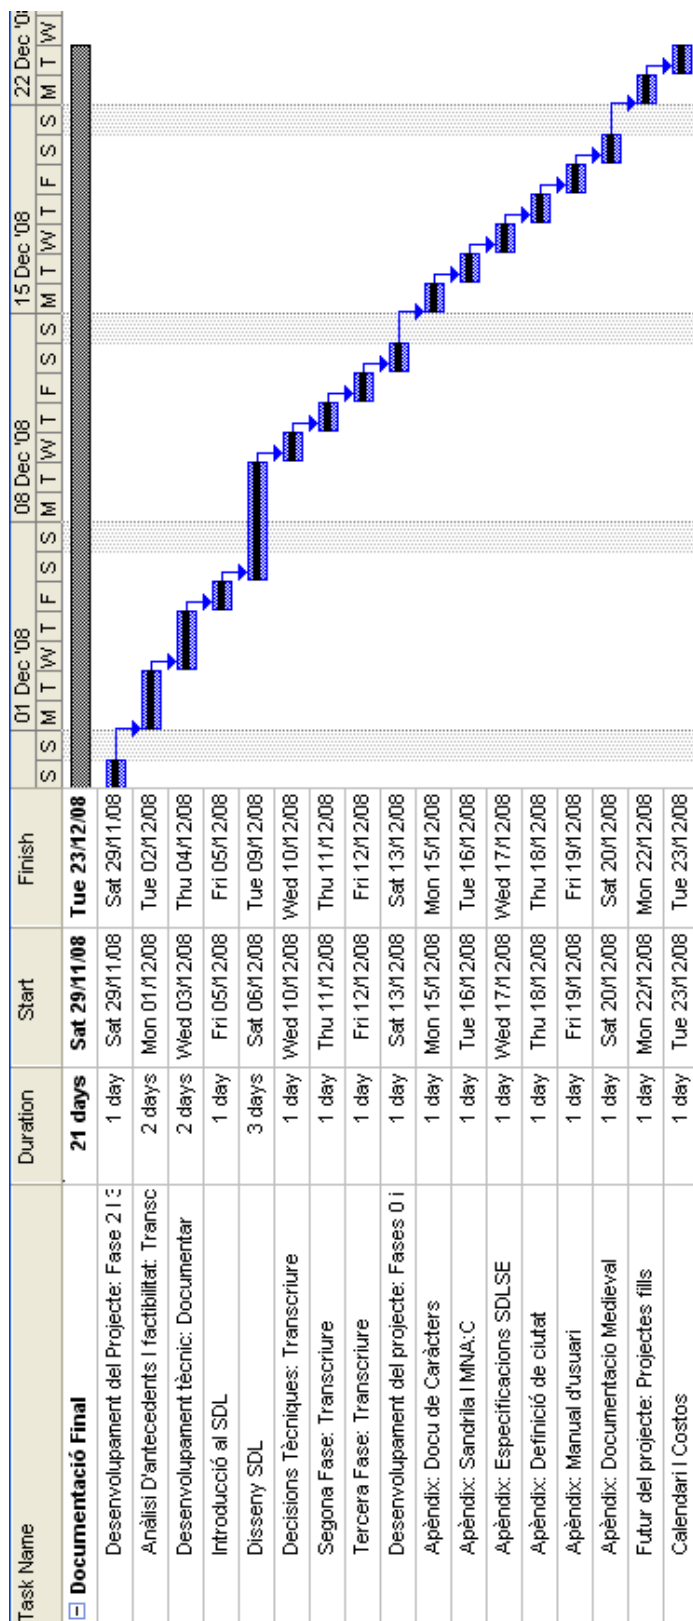 Task Name Duration Start Finish 01 Dec '08 08 Dec '08 15 Dec '08 22 Dec '08
S S M T W T F S S M T W T F S S M T W T F S S M T W
Documentació Final 21 days Sat 29/11/08 Tue 23/12/08
Desenvolupament del Projecte: Fase 2 I 3 1 day Sat 29/11/08 Sat 29/11/08
Anàlisi D'antecedents I factibilitat: Transc 2 days Mon 01/12/08 Tue 02/12/08
Desenvolupament tècnic: Documentar 2 days Wed 03/12/08 Thu 04/12/08
Introducció al SDL 1 day Fri 05/12/08 Fri 05/12/08
Disseny SDL 3 days Sat 06/12/08 Tue 09/12/08
Decisions Tècniques: Transcriure 1 day Wed 10/12/08 Wed 10/12/08
Segona Fase: Transcriure 1 day Thu 11/12/08 Thu 11/12/08
Tercera Fase: Transcriure 1 day Fri 12/12/08 Fri 12/12/08
Desenvolupament del projecte: Fases 0 i 1 day Sat 13/12/08 Sat 13/12/08
Apèndix: Docu de Caràcters 1 day Mon 15/12/08 Mon 15/12/08
Apèndix: Sandrila I MNA:C 1 day Tue 16/12/08 Tue 16/12/08
Apèndix: Especificacions SDLSE 1 day Wed 17/12/08 Wed 17/12/08
Apèndix: Definició de ciutat 1 day Thu 18/12/08 Thu 18/12/08
Apèndix: Manual d'usuari 1 day Fri 19/12/08 Fri 19/12/08
Apèndix: Documentacio Medieval 1 day Sat 20/12/08 Sat 20/12/08
Futur del projecte: Projectes fills 1 day Mon 22/12/08 Mon 22/12/08
Calendari I Costos 1 day Tue 23/12/08 Tue 23/12/08